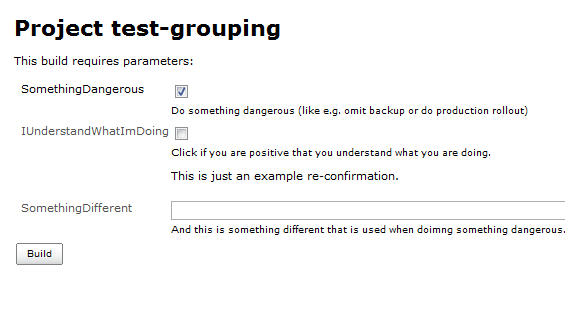 Project test-grouping
This build requires parameters:
SomethingDangerous
Do something dangerous (like e.g. omit backup or do production rollout)
IUnderstandWhatImDoing
Click if you are positive that you understand what you are doing.
This is just an example re-confirmation.
SomethingDifferent
And this is something different that is used when doimng something dangerous.
Build